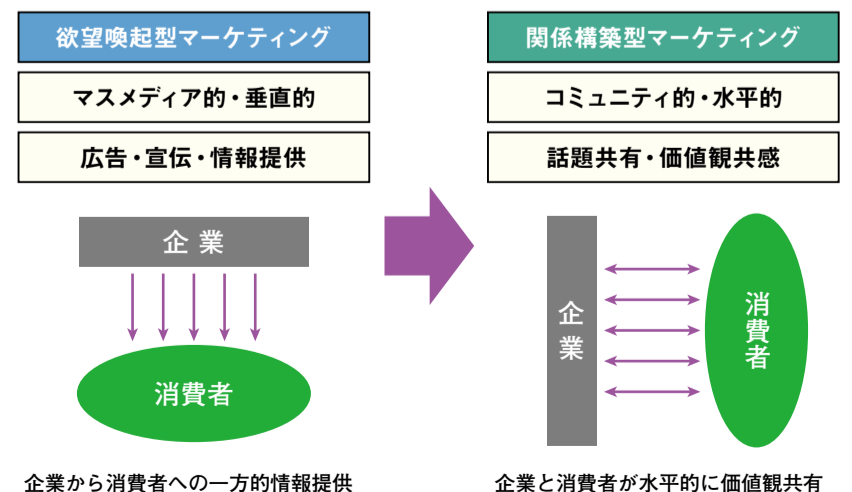 欲望喚起型マーケティング
マスメディア的・垂直的
広告・宣伝・情報提供
企業
消費者
企業から消費者への一方的情報提供
関係構築型マーケティング
コミュニティ的・水平的
話題共有・価値観共感
企業
消費者
企業と消費者が水平的に価値観共有